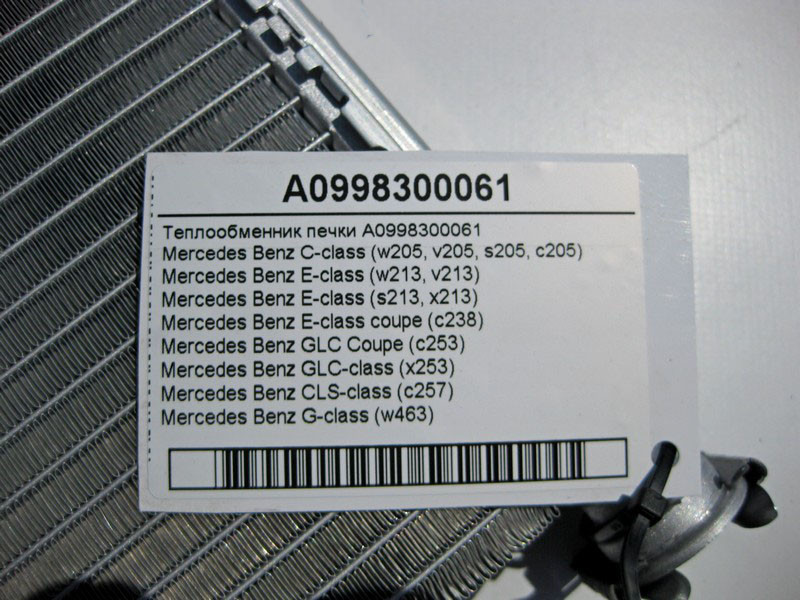 A0998300061
Теплообменник печки A0998300061
Mercedes Benz C-class (w205, v205, s205, c205)
Mercedes Benz E-class (w213, v213)
Mercedes Benz E-class (s213, x213)
Mercedes Benz E-class coupe (c238)
Mercedes Benz GLC Coupe (c253)
Mercedes Benz GLC-class (x253)
Mercedes Benz CLS-class (c257)
Mercedes Benz G-class (w463)